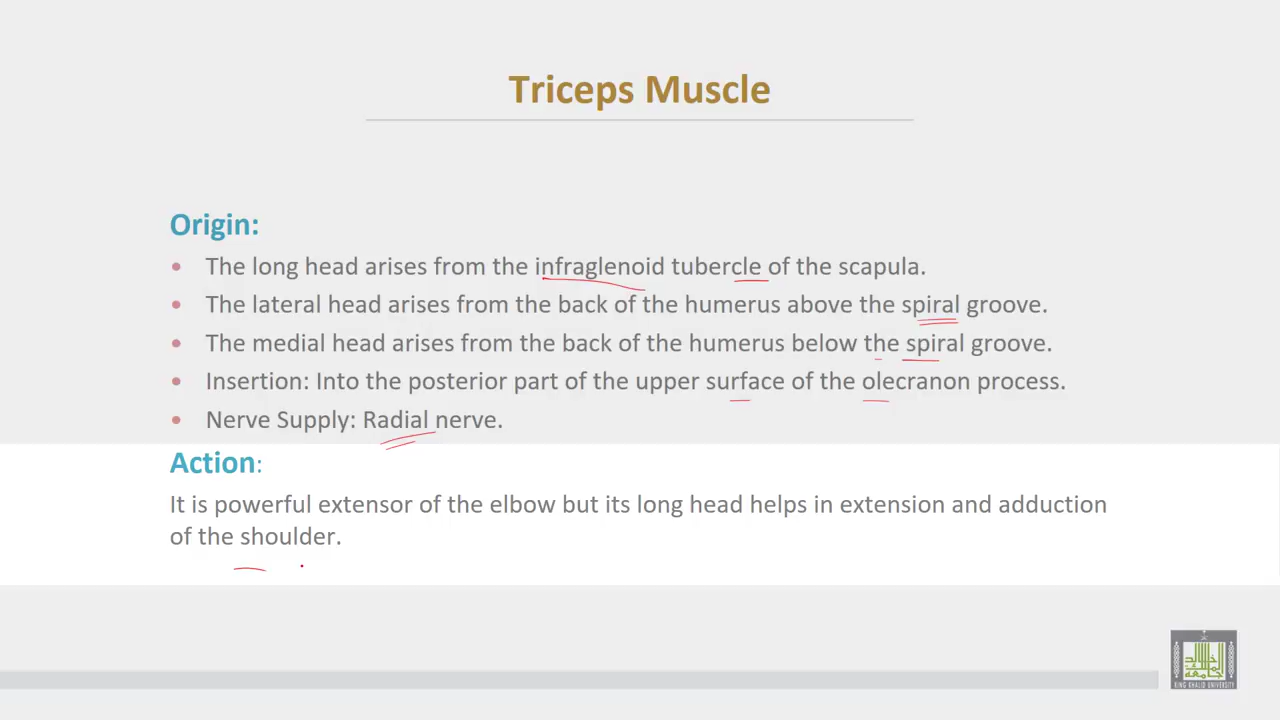 Triceps Muscle
Origin:
• The long head arises from the infraglenoid tubercle of the scapula.
• The lateral head arises from the back of the humerus above the spiral groove.
• The medial head arises from the back of the humerus below the spiral groove.
• Insertion: Into the posterior part of the upper surface of the olecranon process.
• Nerve Supply: Radial nerve.
Action:
It is powerful extensor of the elbow but its long head helps in extension and adduction
of the shoulder.
KING KHALID UNIVERSITY